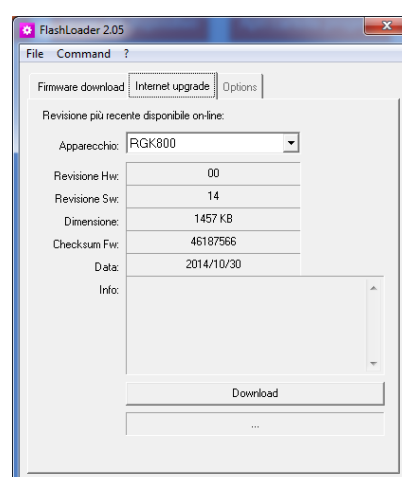 FlashLoader 2.05
File Command ?
Firmware download Internet upgrade Options
Revisione più recente disponibile on-line:
Apparecchio: RGK800
Revisione Hw: 00
Revisione Sw: 14
Dimensione: 1457 KB
Checksum Fw: 46187566
Data: 2014/10/30
Info:
Download
...